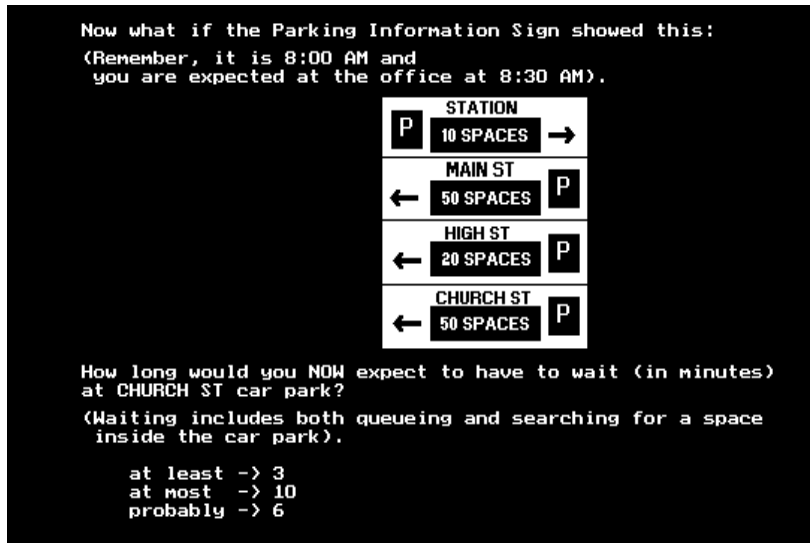 Now what if the Parking Information Sign showed this:
(Remember, it is 8:00 AM and
you are expected at the office at 8:30 AM).
STATION
P 10 SPACES →
MAIN ST
← 50 SPACES P
HIGH ST
← 20 SPACES P
CHURCH ST
← 50 SPACES P
How long would you NOW expect to have to wait (in minutes)
at CHURCH ST car park?
(Waiting includes both queueing and searching for a space
inside the car park).
at least -> 3
at most -> 10
probably -> 6